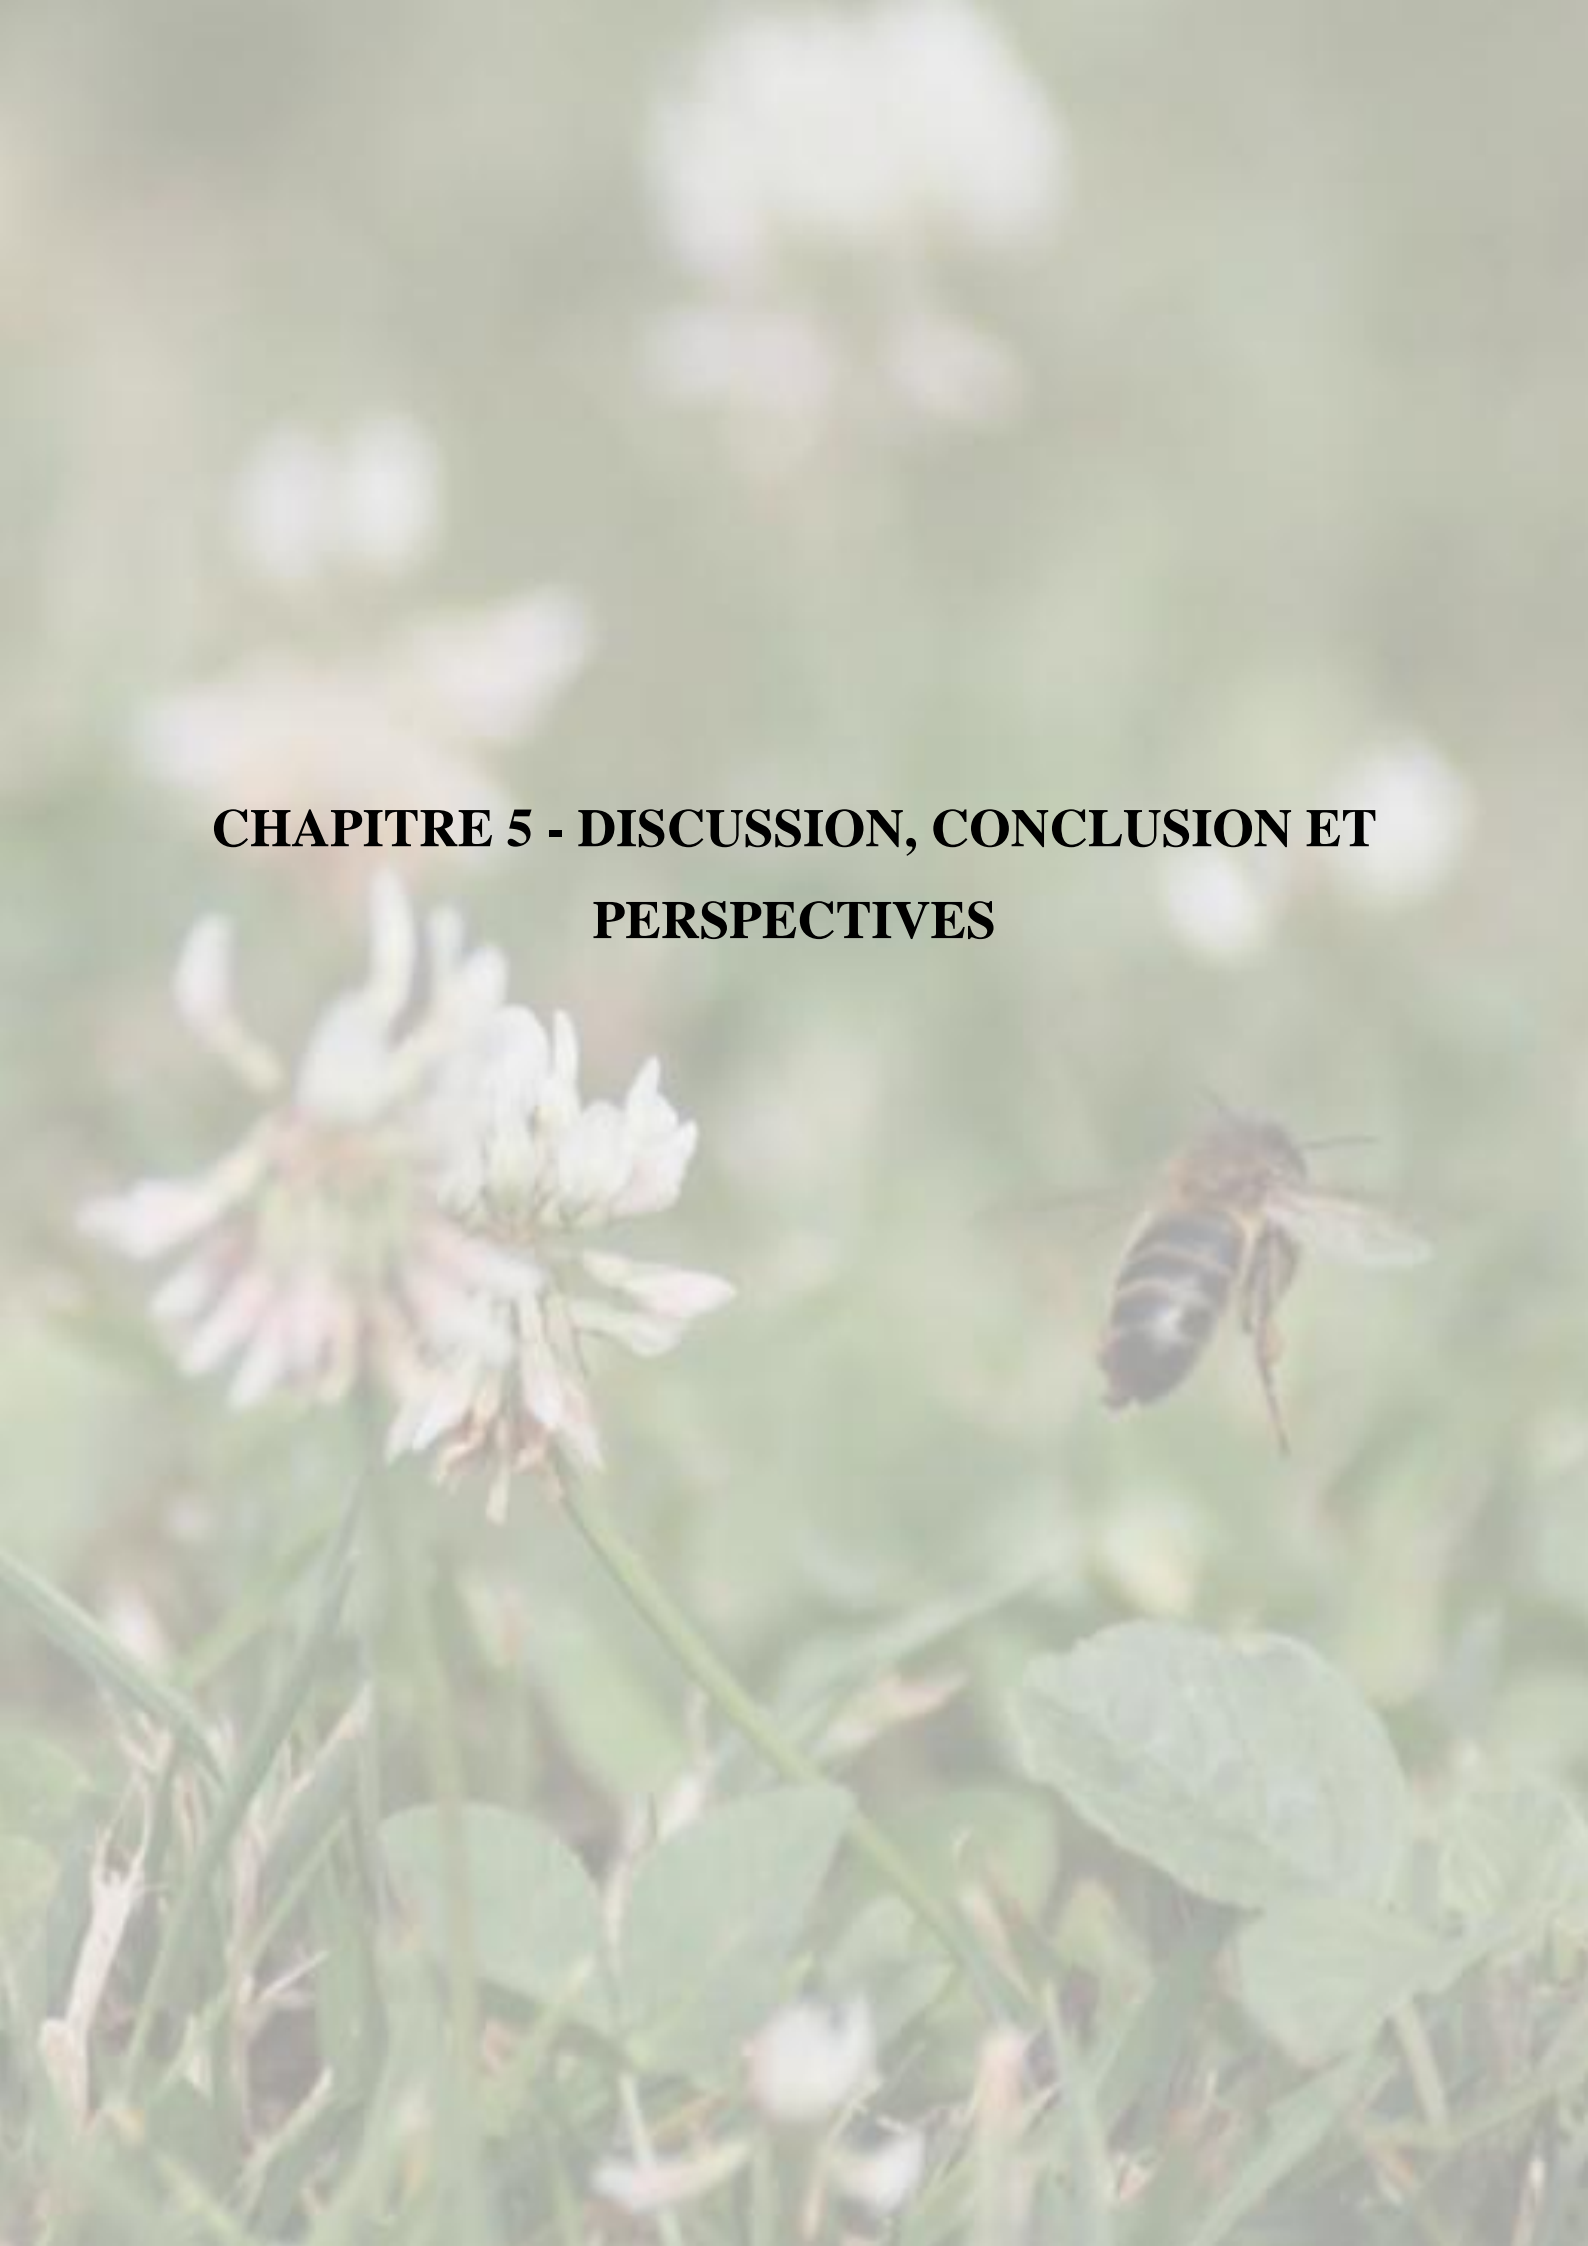 CHAPITRE 5 - DISCUSSION, CONCLUSION ET
PERSPECTIVES